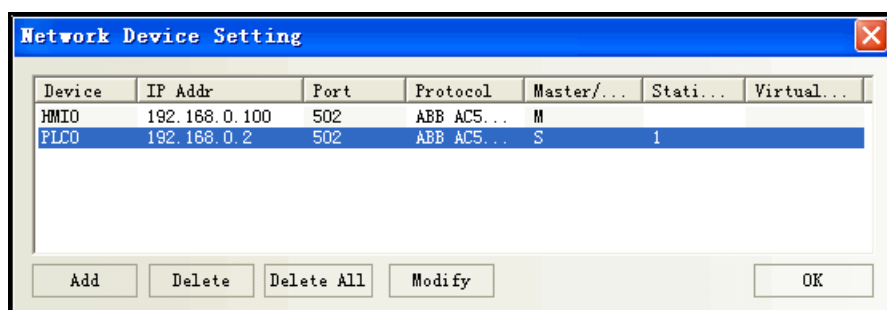 Network Device Setting
Device IP Addr Port Protocol Master/... Stati... Virtual...
HMI0 192.168.0.100 502 ABB AC5... M
PLC0 192.168.0.2 502 ABB AC5... S 1
Add Delete Delete All Modify OK